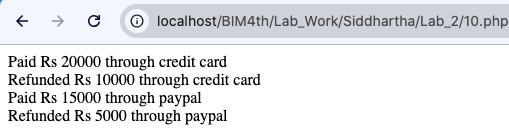 localhost/BIM4th/Lab_Work/Siddhartha/Lab_2/10.php
Paid Rs 20000 through credit card
Refunded Rs 10000 through credit card
Paid Rs 15000 through paypal
Refunded Rs 5000 through paypal